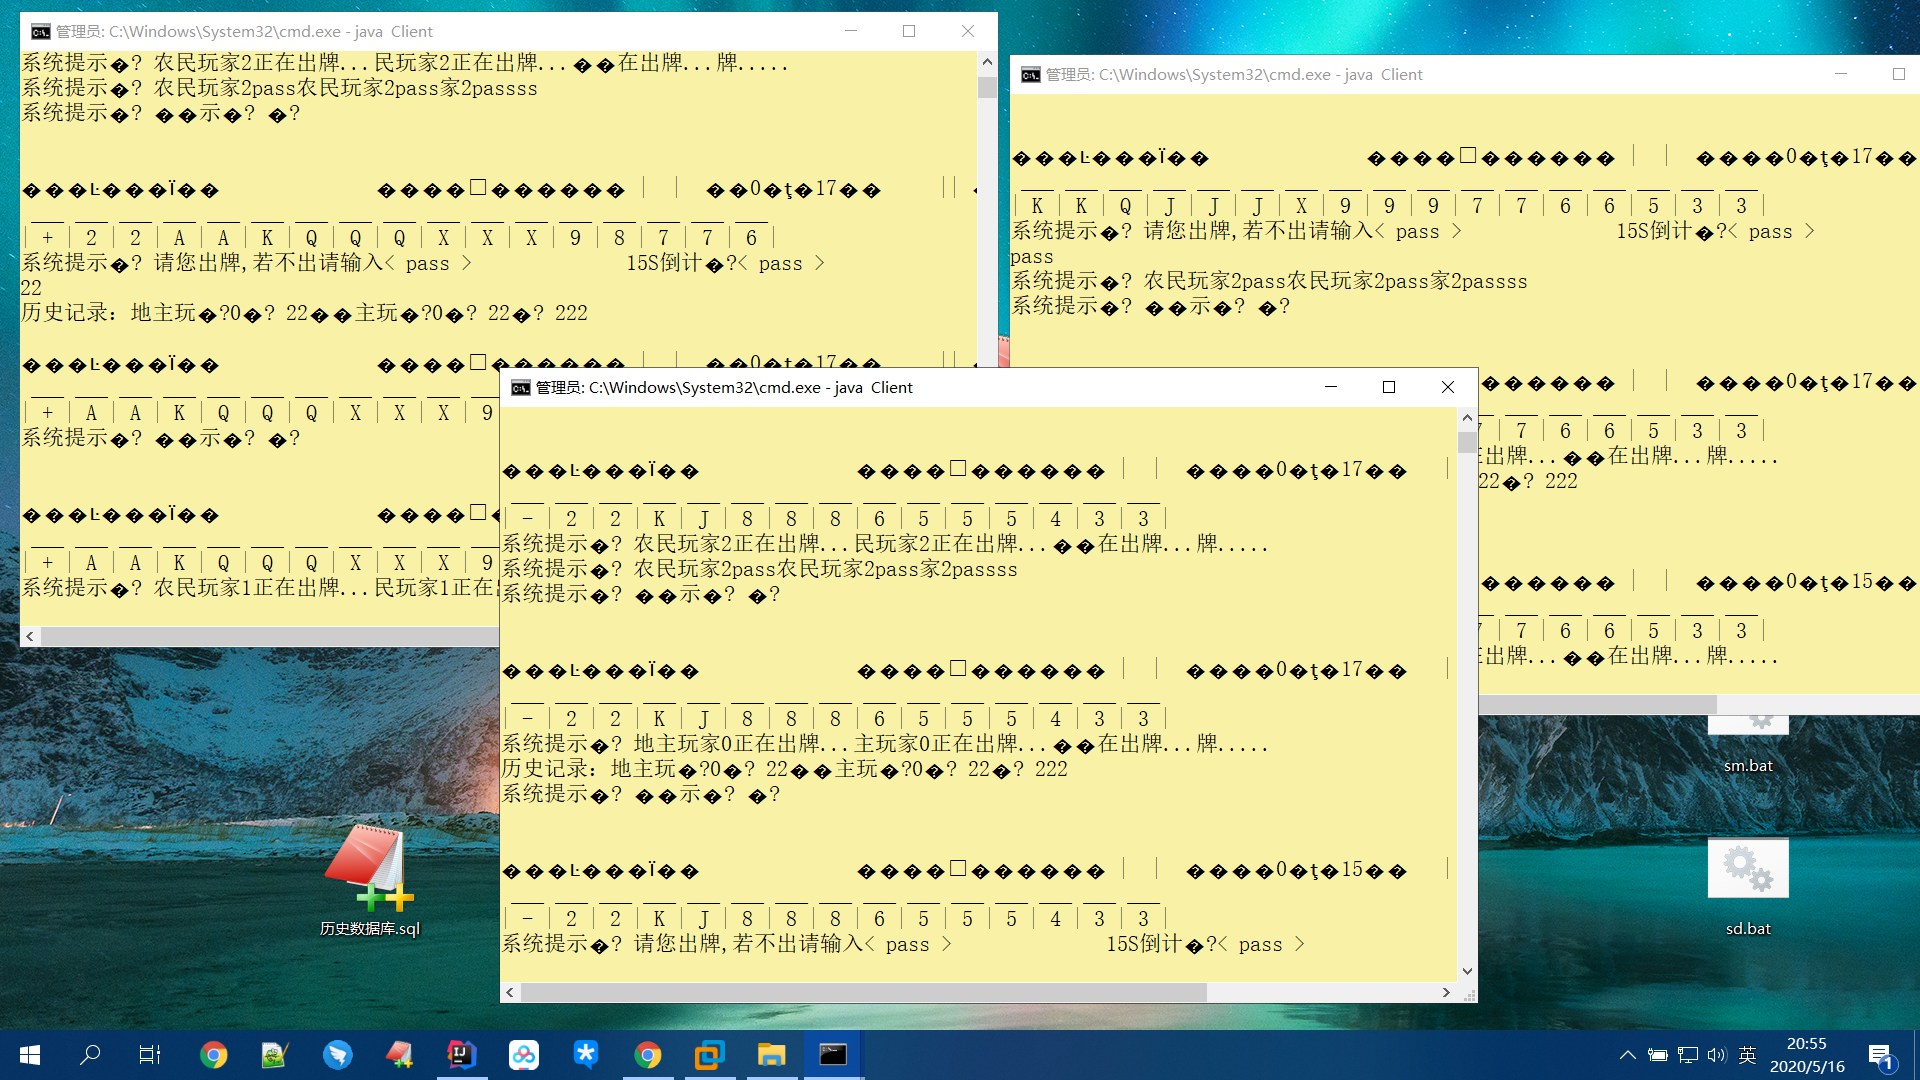 管理员: C:\Windows\System32\cmd.exe - java  Client
系统提示�? 农民玩家2正在出牌...民玩家2正在出牌...��在出牌...牌.....
系统提示�? 农民玩家2pass农民玩家2pass家2passss
系统提示�? ��示�? �?
���Ŀ���Ï�� ����□������ | | ��0�ţ�17�� ||
| + | 2 | 2 | A | A | K | Q | Q | Q | X | X | X | 9 | 8 | 7 | 7 | 6 |
系统提示�? 请您出牌,若不出请输入< pass > 15S倒计�?< pass >
22
历史记录: 地主玩�?0�? 22��主玩�?0�? 22�? 222
���Ŀ���Ï�� ����□������ | | ��0�ţ�17�� ||
| + | A | A | K | Q | Q | Q | X | X | X | 9
系统提示�? ��示�? �?
���Ŀ���Ï�� ����□
| + | A | A | K | Q | Q | Q | X | X | X | 9
系统提示�? 农民玩家1正在出牌...民玩家1正在
管理员: C:\Windows\System32\cmd.exe - java  Client
���Ŀ���Ï�� ����□������ | | ����0�ţ�17��
| K | K | Q | J | J | J | X | 9 | 9 | 9 | 7 | 7 | 6 | 6 | 5 | 3 | 3 |
系统提示�? 请您出牌,若不出请输入< pass > 15S倒计�?< pass >
pass
系统提示�? 农民玩家2pass农民玩家2pass家2passss
系统提示�? ��示�? �?
������ | | ����0�ţ�17��
| 7 | 6 | 6 | 5 | 3 | 3 |
出牌...��在出牌...牌.....
22�? 222
������ | | ����0�ţ�15��
| 7 | 6 | 6 | 5 | 3 | 3 |
出牌...��在出牌...牌.....
管理员: C:\Windows\System32\cmd.exe - java  Client
���Ŀ���Ï�� ����□������ | | ����0�ţ�17�� |
| - | 2 | 2 | K | J | 8 | 8 | 8 | 6 | 5 | 5 | 5 | 4 | 3 | 3 |
系统提示�? 农民玩家2正在出牌...民玩家2正在出牌...��在出牌...牌.....
系统提示�? 农民玩家2pass农民玩家2pass家2passss
系统提示�? ��示�? �?
���Ŀ���Ï�� ����□������ | | ����0�ţ�17�� |
| - | 2 | 2 | K | J | 8 | 8 | 8 | 6 | 5 | 5 | 5 | 4 | 3 | 3 |
系统提示�? 地主玩家0正在出牌...主玩家0正在出牌...��在出牌...牌.....
历史记录: 地主玩�?0�? 22��主玩�?0�? 22�? 222
系统提示�? ��示�? �?
���Ŀ���Ï�� ����□������ | | ����0�ţ�15�� |
| - | 2 | 2 | K | J | 8 | 8 | 8 | 6 | 5 | 5 | 5 | 4 | 3 | 3 |
系统提示�? 请您出牌,若不出请输入< pass > 15S倒计�?< pass >
sm.bat
历史数据库.sql
sd.bat
英
20:55
2020/5/16
1